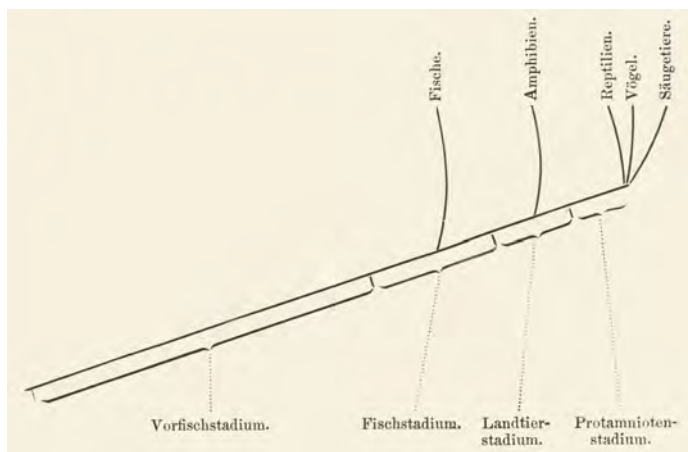 Fische.
Amphibien.
Reptilien.
Vögel.
Säugetiere.
Vorfischstadium.
Fischstadium.
Landtier-
stadium.
Protamnioten-
stadium.